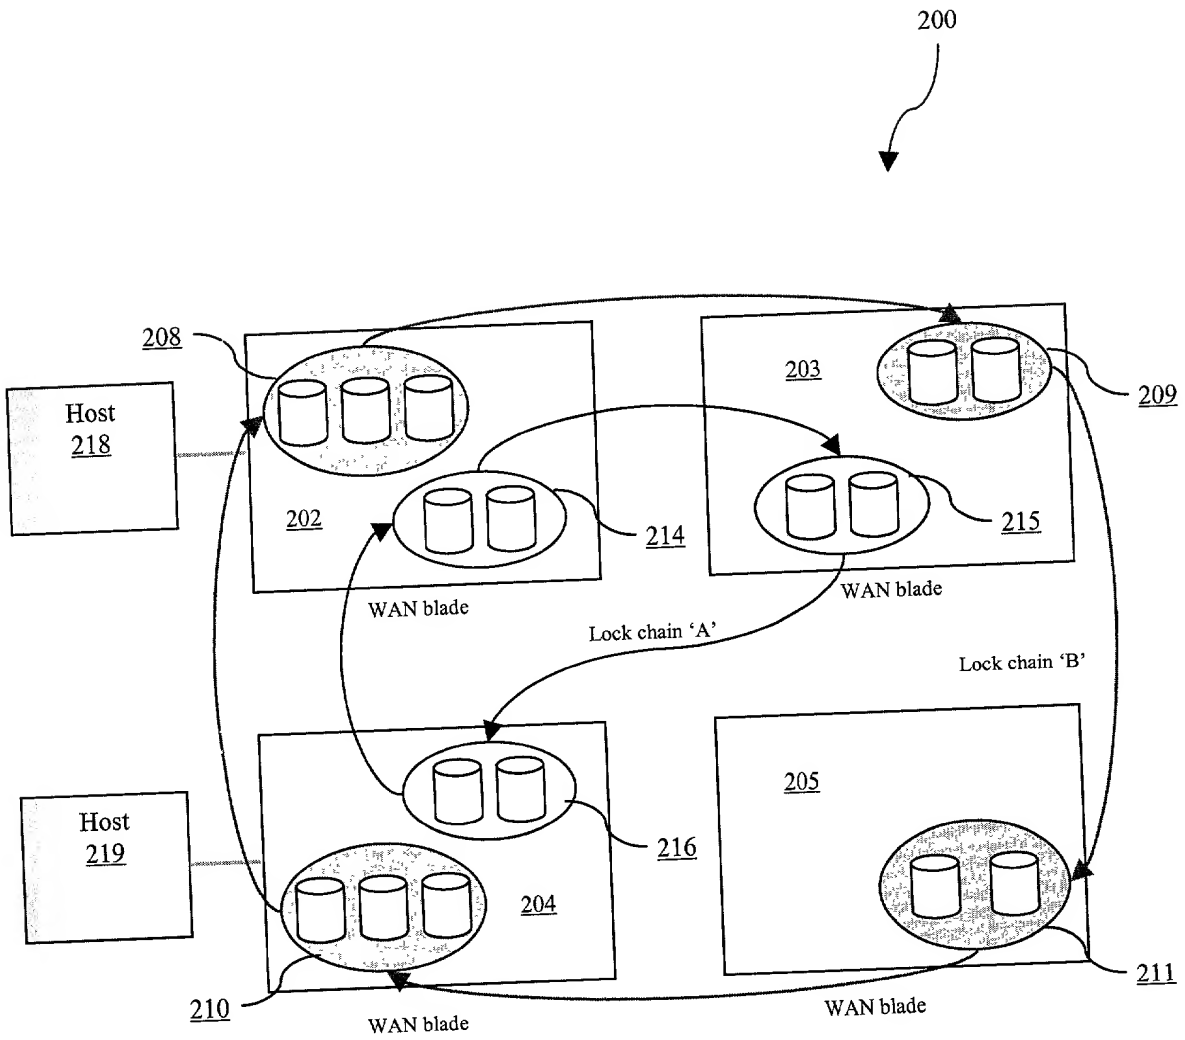 200
208
203
209
Host
218
202
214
215
WAN blade
WAN blade
Lock chain ‘A’
Lock chain ‘B’
205
Host
219
216
204
210
211
WAN blade
WAN blade